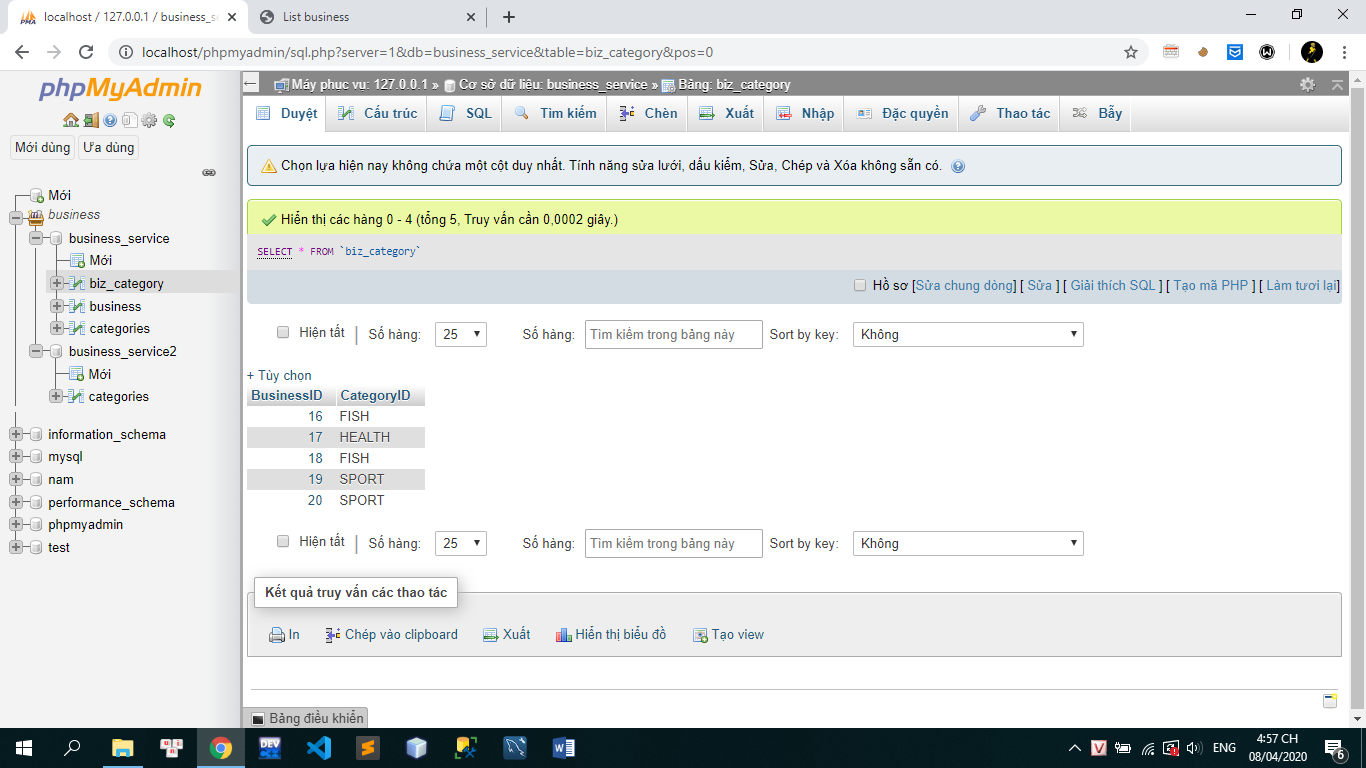 localhost / 127.0.0.1 / business_s
List business
localhost/phpmyadmin/sql.php?server=1&db=business_service&table=biz_category&pos=0
phpMyAdmin
Mới dùng Ưa dùng
Mới
business
business_service
Mới
biz_category
business
categories
business_service2
Mới
categories
information_schema
mysql
nam
performance_schema
phpmyadmin
test
Máy phục vụ: 127.0.0.1 » Cơ sở dữ liệu: business_service » Bảng: biz_category
Duyệt Cấu trúc SQL Tìm kiếm Chèn Xuất Nhập Đặc quyền Thao tác Bẫy
Chọn lựa hiện nay không chứa một cột duy nhất. Tính năng sửa lưới, dấu kiểm, Sửa, Chép và Xóa không sẵn có.
Hiển thị các hàng 0 - 4 (tổng 5, Truy vấn cần 0,0002 giây.)
SELECT * FROM `biz_category`
Hồ sơ [Sửa chung dòng] [ Sửa ] [ Giải thích SQL ] [ Tạo mã PHP ] [ Làm tươi lại]
Hiện tất | Số hàng: 25 Số hàng: Tìm kiếm trong bảng này Sort by key: Không
+ Tùy chọn
BusinessID CategoryID
16 FISH
17 HEALTH
18 FISH
19 SPORT
20 SPORT
Hiện tất | Số hàng: 25 Số hàng: Tìm kiếm trong bảng này Sort by key: Không
Kết quả truy vấn các thao tác
In Chép vào clipboard Xuất Hiển thị biểu đồ Tạo view
Bảng điều khiển
ENG
4:57 CH
08/04/2020
6